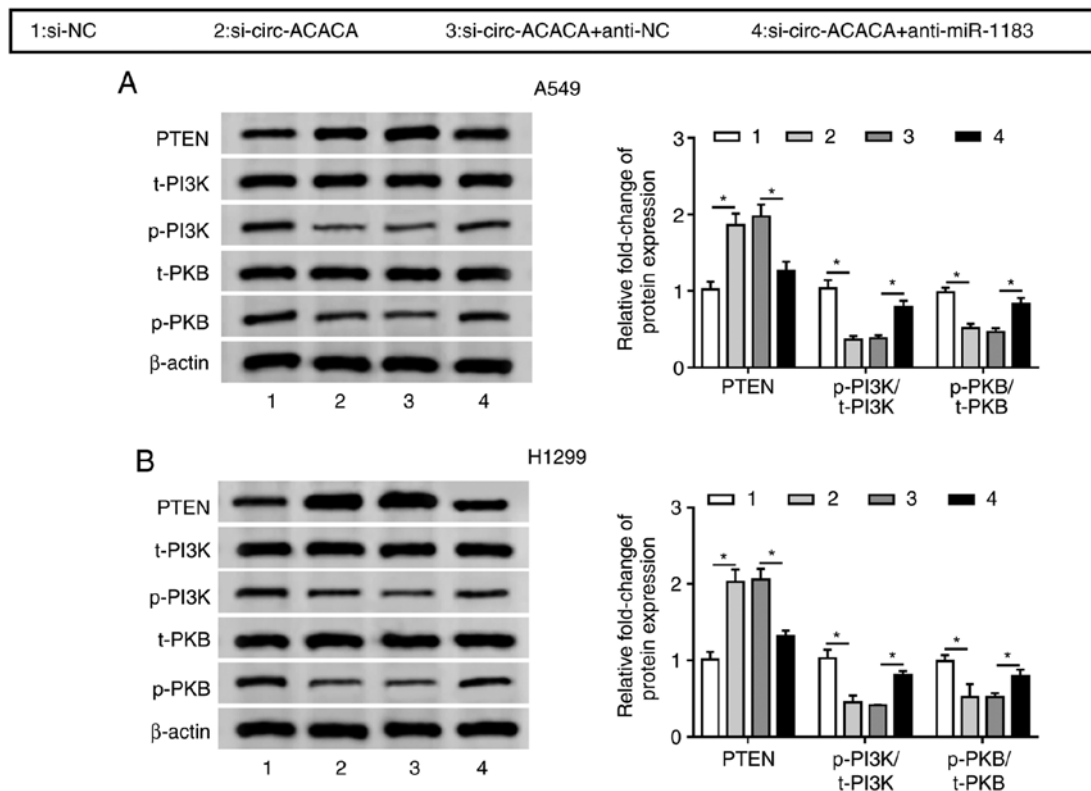 1:si-NC 2:si-circ-ACACA 3:si-circ-ACACA+anti-NC 4:si-circ-ACACA+anti-miR-1183
A
A549
PTEN
t-PI3K
p-PI3K
t-PKB
p-PKB
β-actin
1 2 3 4
Relative fold-change of
protein expression
1 2 3 4
3
2
1
0
* * * * * *
PTEN p-PI3K/ p-PKB/
t-PI3K t-PKB
B
H1299
PTEN
t-PI3K
p-PI3K
t-PKB
p-PKB
β-actin
1 2 3 4
Relative fold-change of
protein expression
1 2 3 4
3
2
1
0
* * * * * *
PTEN p-PI3K/ p-PKB/
t-PI3K t-PKB